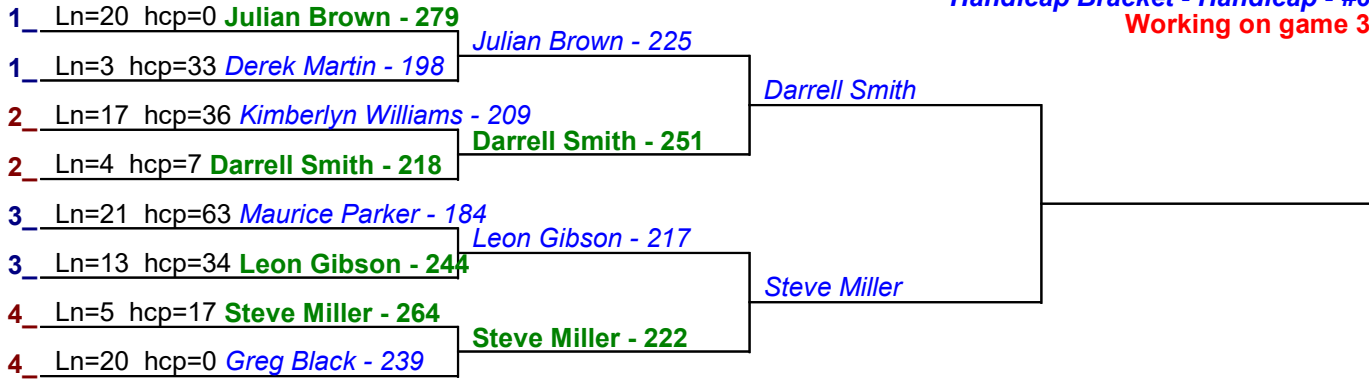 Handicap Bracket - Handicap - #6
Working on game 3
1_ Ln=20 hcp=0 Julian Brown - 279
1_ Ln=3 hcp=33 Derek Martin - 198
2_ Ln=17 hcp=36 Kimberlyn Williams - 209
2_ Ln=4 hcp=7 Darrell Smith - 218
3_ Ln=21 hcp=63 Maurice Parker - 184
3_ Ln=13 hcp=34 Leon Gibson - 244
4_ Ln=5 hcp=17 Steve Miller - 264
4_ Ln=20 hcp=0 Greg Black - 239
Julian Brown - 225
Darrell Smith - 251
Leon Gibson - 217
Steve Miller - 222
Darrell Smith
Steve Miller